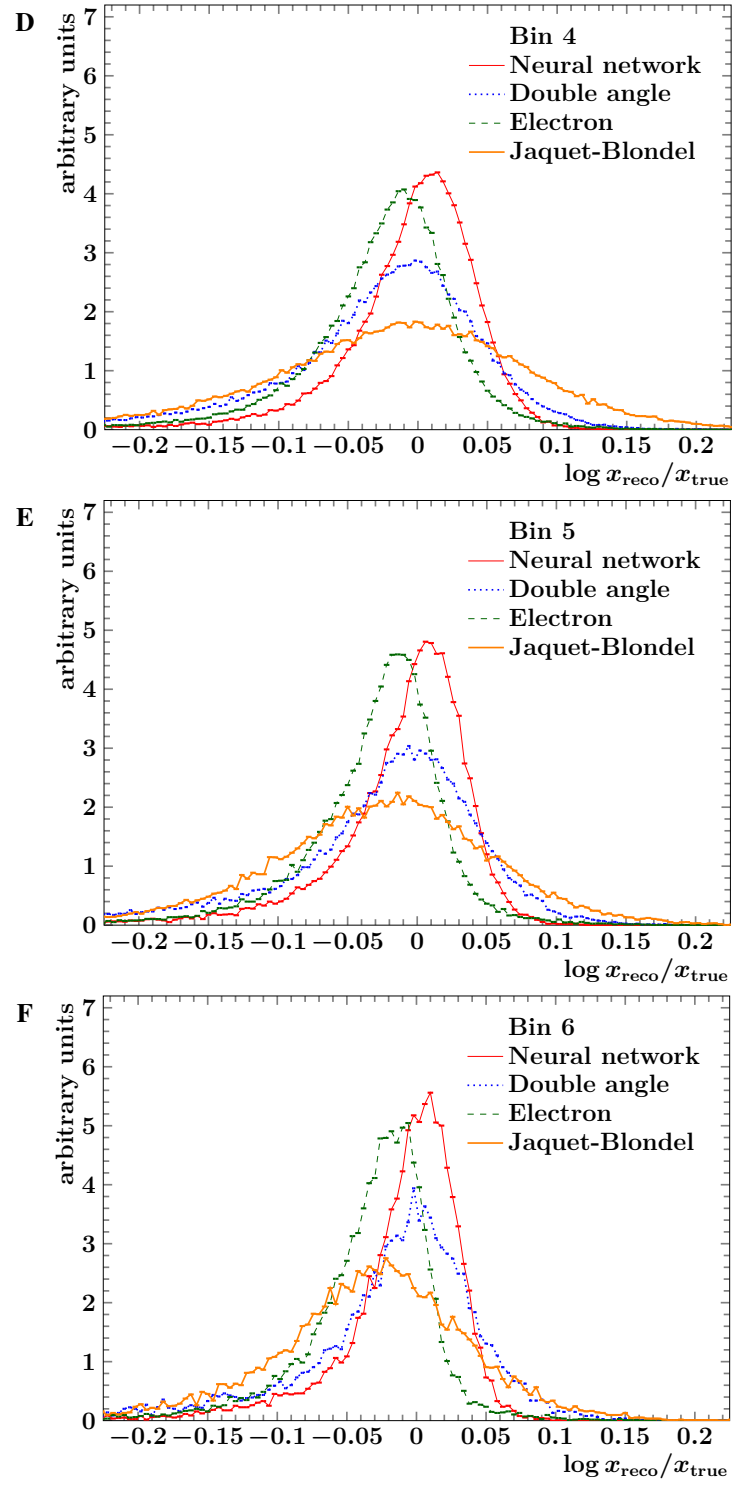 D
7
6
5
4
3
2
1
0
arbitrary units
Bin 4
Neural network
Double angle
Electron
Jaquet-Blondel
−0.2 −0.15 −0.1 −0.05 0 0.05 0.1 0.15 0.2
log x_reco/x_true
E
7
6
5
4
3
2
1
0
arbitrary units
Bin 5
Neural network
Double angle
Electron
Jaquet-Blondel
−0.2 −0.15 −0.1 −0.05 0 0.05 0.1 0.15 0.2
log x_reco/x_true
F
7
6
5
4
3
2
1
0
arbitrary units
Bin 6
Neural network
Double angle
Electron
Jaquet-Blondel
−0.2 −0.15 −0.1 −0.05 0 0.05 0.1 0.15 0.2
log x_reco/x_true